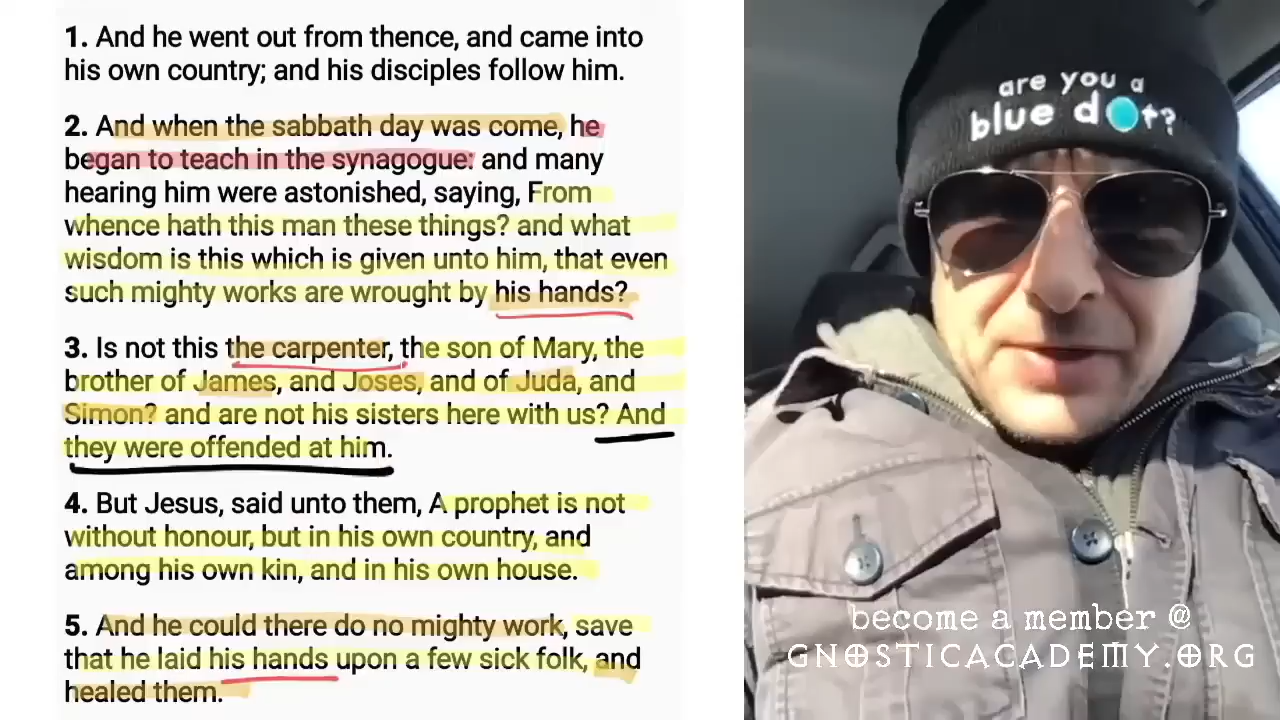 1. And he went out from thence, and came into
his own country; and his disciples follow him.
2. And when the sabbath day was come, he
began to teach in the synagogue: and many
hearing him were astonished, saying, From
whence hath this man these things? and what
wisdom is this which is given unto him, that even
such mighty works are wrought by his hands?
3. Is not this the carpenter, the son of Mary, the
brother of James, and Joses, and of Juda, and
Simon? and are not his sisters here with us? And
they were offended at him.
4. But Jesus, said unto them, A prophet is not
without honour, but in his own country, and
among his own kin, and in his own house.
5. And he could there do no mighty work, save
that he laid his hands upon a few sick folk, and
healed them.
are you a
blue dot?
become a member @
GNOSTICACADEMY.ORG